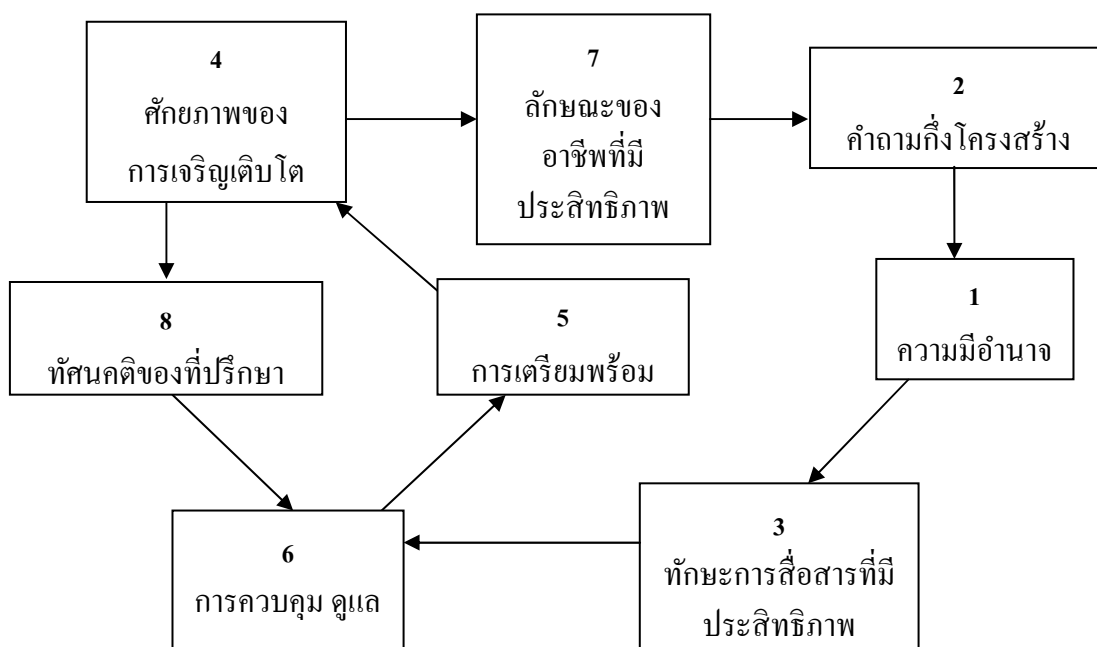 4
ศักยภาพของ
การเจริญเติบโต
7
ลักษณะของ
อาชีพที่มี
ประสิทธิภาพ
2
คำถามกึ่งโครงสร้าง
8
ทัศนคติของที่ปรึกษา
5
การเตรียมพร้อม
1
ความมีอำนาจ
6
การควบคุม ดูแล
3
ทักษะการสื่อสารที่มี
ประสิทธิภาพ